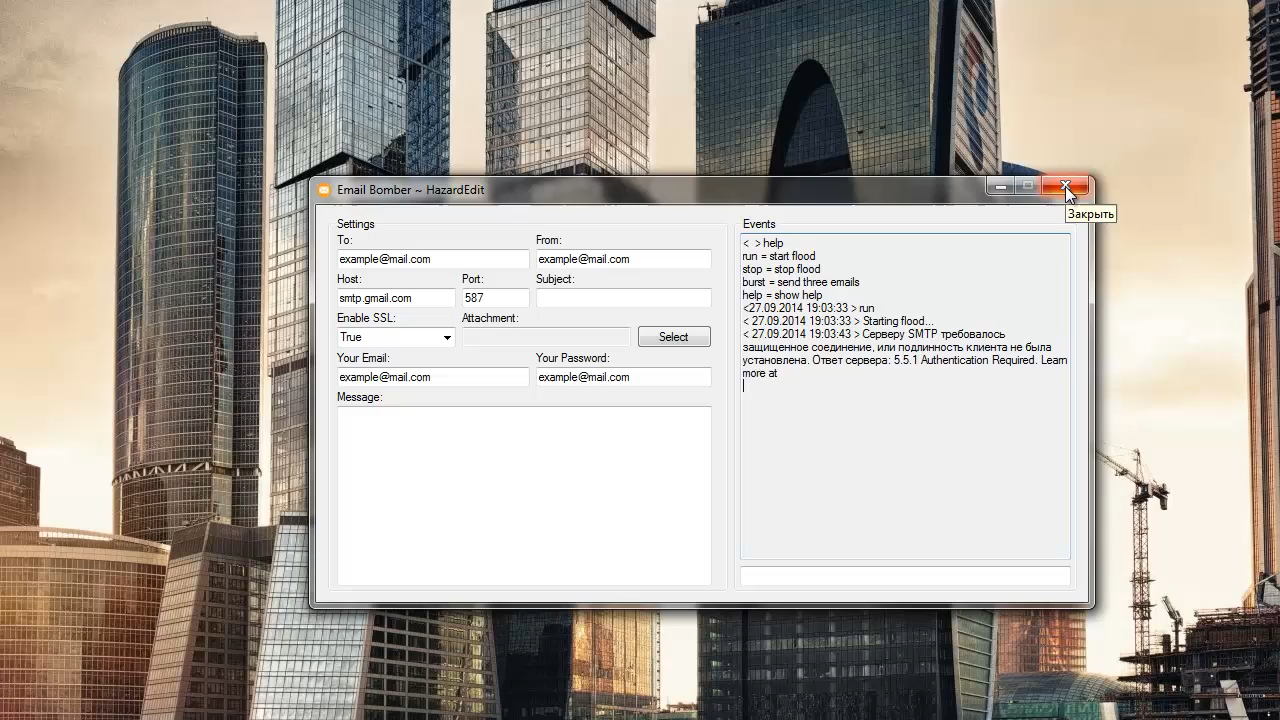 Email Bomber ~ HazardEdit
Закрыть
Settings
To:
From:
example@mail.com
example@mail.com
Host:
Port:
Subject:
smtp.gmail.com
587
Enable SSL:
Attachment:
True
Select
Your Email:
Your Password:
example@mail.com
example@mail.com
Message:
Events
< > help
run = start flood
stop = stop flood
burst = send three emails
help = show help
<27.09.2014 19:03:33 > run
< 27.09.2014 19:03:33 > Starting flood...
< 27.09.2014 19:03:43 > Серверу SMTP требовалось
защищенное соединение, или подлинность клиента не была
установлена. Ответ сервера: 5.5.1 Authentication Required. Learn
more at